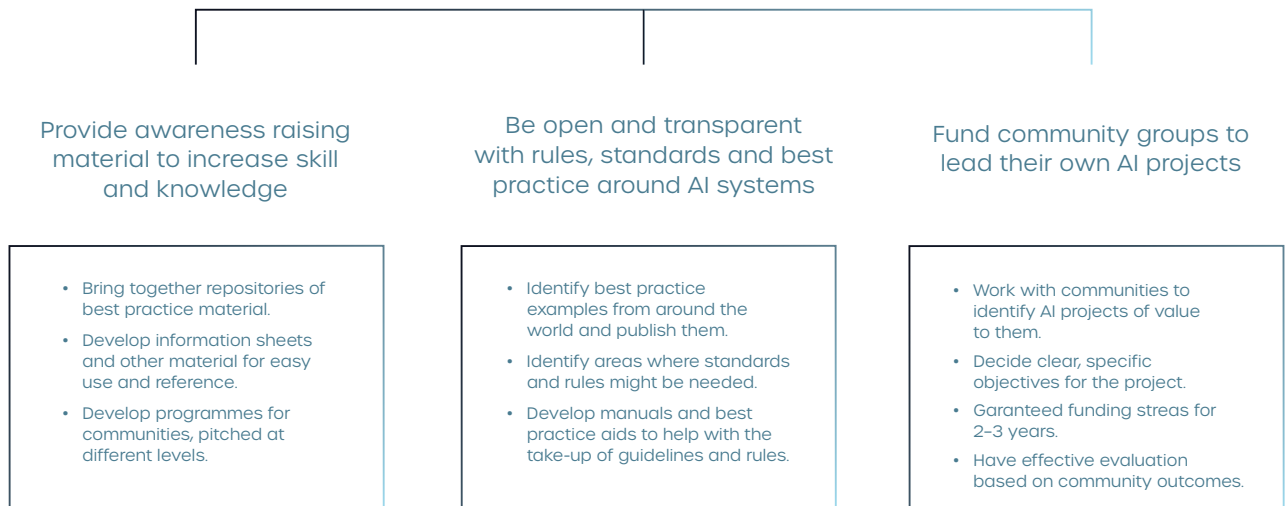 Provide awareness raising
material to increase skill
and knowledge
• Bring together repositories of
best practice material.
• Develop information sheets
and other material for easy
use and reference.
• Develop programmes for
communities, pitched at
different levels.
Be open and transparent
with rules, standards and best
practice around AI systems
• Identify best practice
examples from around the
world and publish them.
• Identify areas where standards
and rules might be needed.
• Develop manuals and best
practice aids to help with the
take-up of guidelines and rules.
Fund community groups to
lead their own AI projects
• Work with communities to
identify AI projects of value
to them.
• Decide clear, specific
objectives for the project.
• Garanteed funding streas for
2–3 years.
• Have effective evaluation
based on community outcomes.